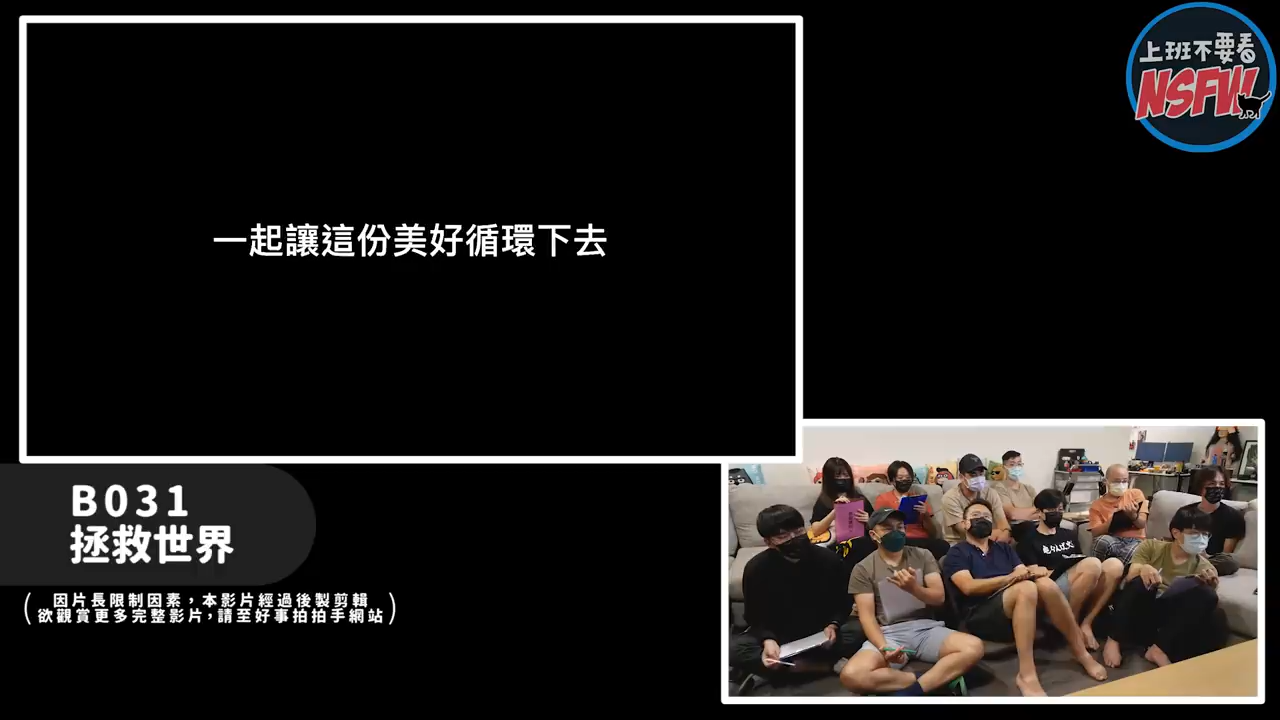 上班不要看
NSFW
一起讓這份美好循環下去
B031
拯救世界
(因片長限制因素，本影片經過後製剪輯
欲觀賞更多完整影片，請至好事拍拍手網站)